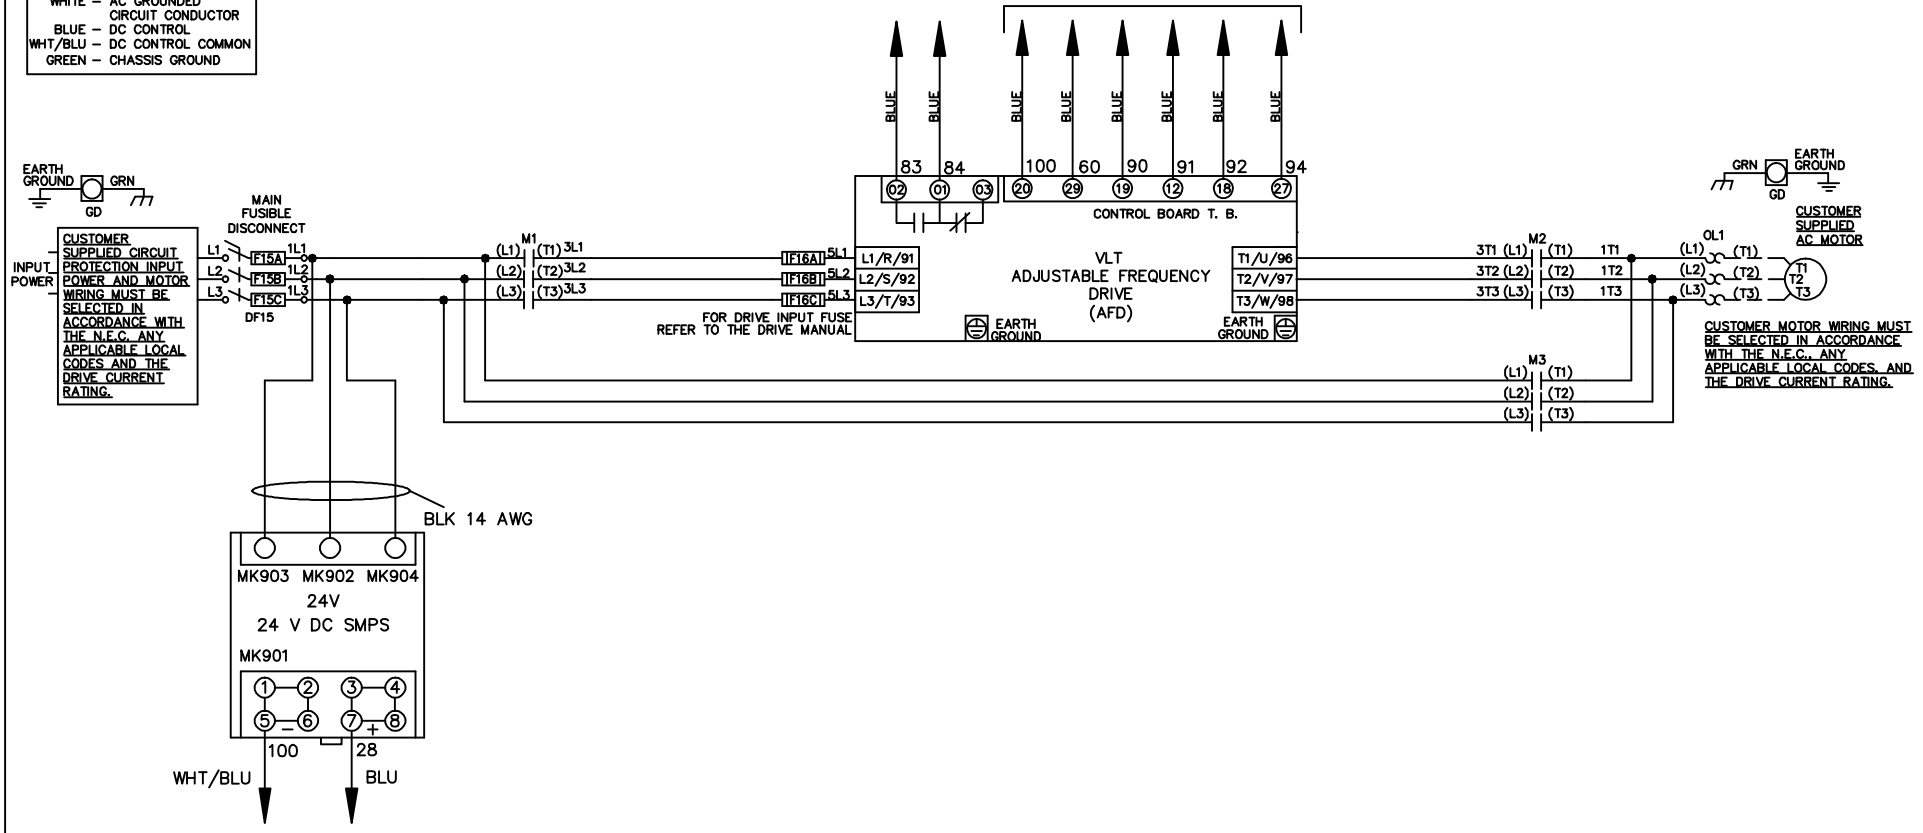 WHITE – AC GROUNDED
CIRCUIT CONDUCTOR
BLUE – DC CONTROL
WHT/BLU – DC CONTROL COMMON
GREEN – CHASSIS GROUND
BLUE
BLUE
BLUE
BLUE
BLUE
BLUE
BLUE
BLUE
83
84
100
60
90
91
92
94
02
01
03
20
29
19
12
18
27
CONTROL BOARD T. B.
EARTH
GROUND
GRN
GD
MAIN
FUSIBLE
DISCONNECT
INPUT
POWER
CUSTOMER
SUPPLIED CIRCUIT
PROTECTION INPUT
POWER AND MOTOR
WIRING MUST BE
SELECTED IN
ACCORDANCE WITH
THE N.E.C. ANY
APPLICABLE LOCAL
CODES AND THE
DRIVE CURRENT
RATING.
L1
F15A
1L1
L2
F15B
1L2
L3
F15C
1L3
DF15
M1
(L1)
(T1)
3L1
(L2)
(T2)
3L2
(L3)
(T3)
3L3
F16A
5L1
F16B
5L2
F16C
5L3
FOR DRIVE INPUT FUSE
REFER TO THE DRIVE MANUAL
L1/R/91
L2/S/92
L3/T/93
VLT
ADJUSTABLE FREQUENCY
DRIVE
(AFD)
T1/U/96
T2/V/97
T3/W/98
EARTH
GROUND
EARTH
GROUND
M2
3T1 (L1)
(T1)
1T1
3T2 (L2)
(T2)
1T2
3T3 (L3)
(T3)
1T3
OL1
(L1)
(T1)
(L2)
(T2)
(L3)
(T3)
T1
T2
T3
GRN
EARTH
GROUND
GD
CUSTOMER
SUPPLIED
AC MOTOR
CUSTOMER MOTOR WIRING MUST
BE SELECTED IN ACCORDANCE
WITH THE N.E.C., ANY
APPLICABLE LOCAL CODES, AND
THE DRIVE CURRENT RATING.
M3
(L1)
(T1)
(L2)
(T2)
(L3)
(T3)
BLK 14 AWG
MK903
MK902
MK904
24V
24 V DC SMPS
MK901
1
2
3
4
5
–
6
7
+
8
100
28
WHT/BLU
BLU